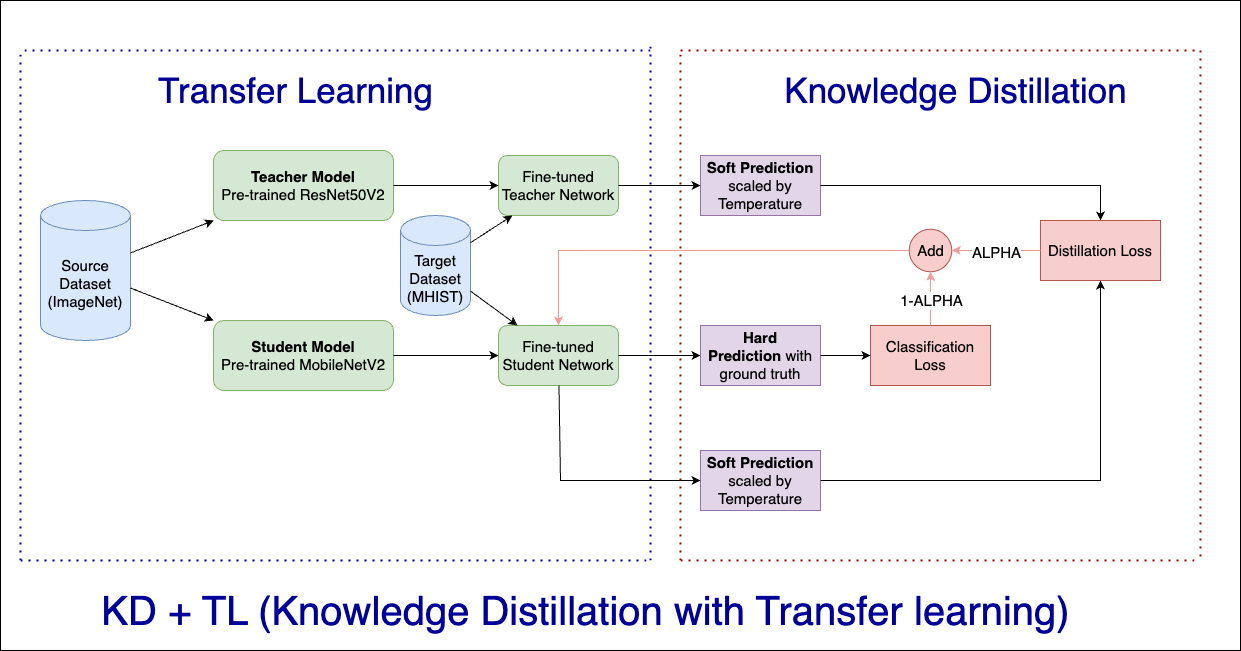 Transfer Learning
Knowledge Distillation
Source
Dataset
(ImageNet)
Teacher Model
Pre-trained ResNet50V2
Student Model
Pre-trained MobileNetV2
Target
Dataset
(MHIST)
Fine-tuned
Teacher Network
Fine-tuned
Student Network
Soft Prediction
scaled by
Temperature
Hard
Prediction with
ground truth
Soft Prediction
scaled by
Temperature
Add
ALPHA
Distillation Loss
1-ALPHA
Classification
Loss
KD + TL (Knowledge Distillation with Transfer learning)